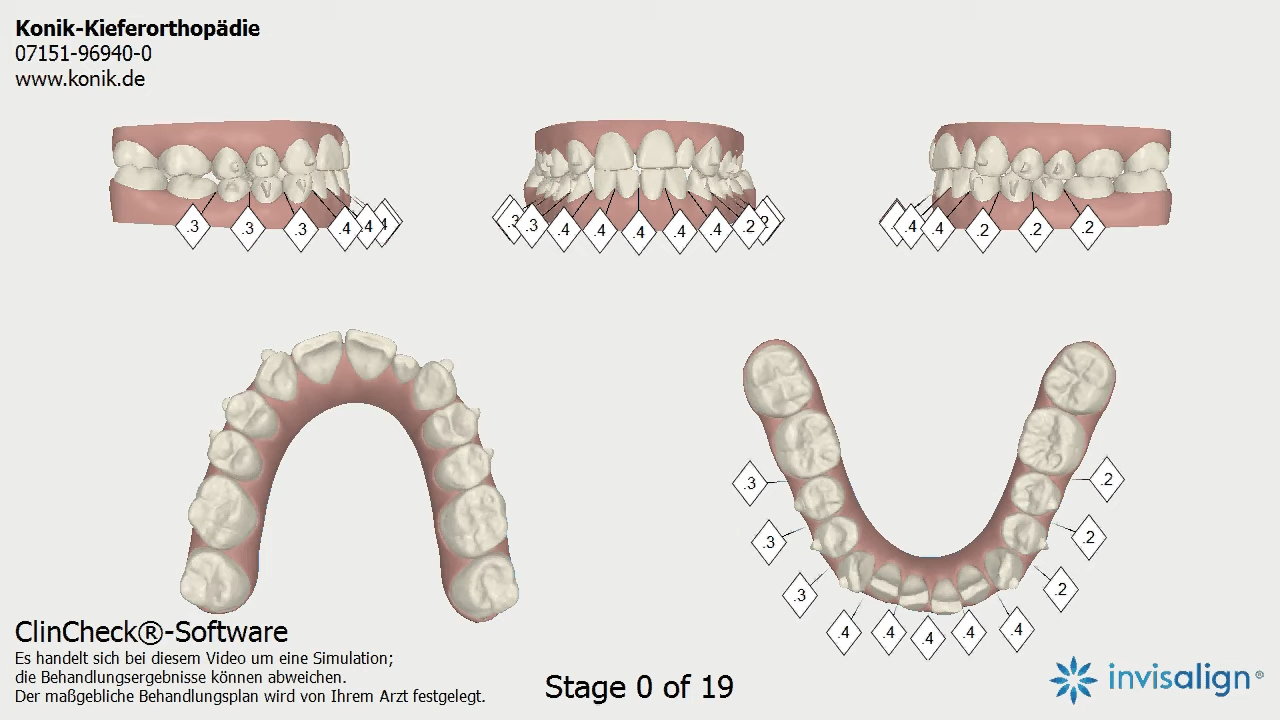 Konik-Kieferorthopädie
07151-96940-0
www.konik.de
.3 .3 .3 .4 .4 4
.3 .3 .4 .4 .4 .4 .4 .2 .2
.4 .4 .2 .2 .2
.3 .2
.3 .2
.3 .2
.4 .4 .4 .4 .4
ClinCheck®-Software
Es handelt sich bei diesem Video um eine Simulation;
die Behandlungsergebnisse können abweichen.
Der maßgebliche Behandlungsplan wird von Ihrem Arzt festgelegt.
Stage 0 of 19
invisalign®